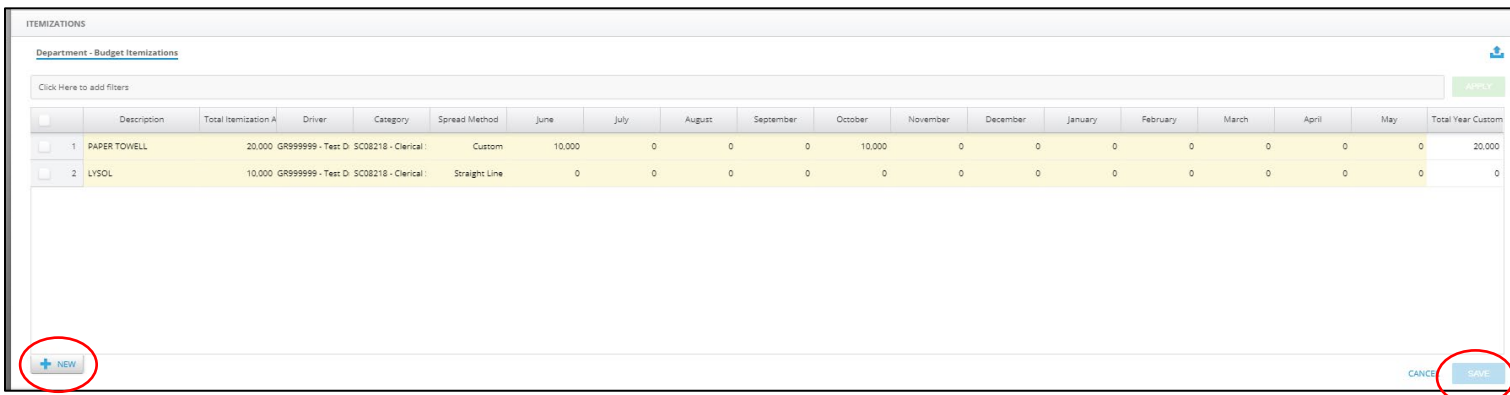 ITEMIZATIONS
Department - Budget Itemizations
Click Here to add filters
APPLY
Description Total Itemization A Driver Category Spread Method June July August September October November December January February March April May Total Year Custom
1 PAPER TOWELL 20,000 GR999999 - Test D SC08218 - Clerical : Custom 10,000 0 0 0 10,000 0 0 0 0 0 0 0 20,000
2 LYSOL 10,000 GR999999 - Test D SC08218 - Clerical : Straight Line 0 0 0 0 0 0 0 0 0 0 0 0 0
NEW
CANCE SAVE